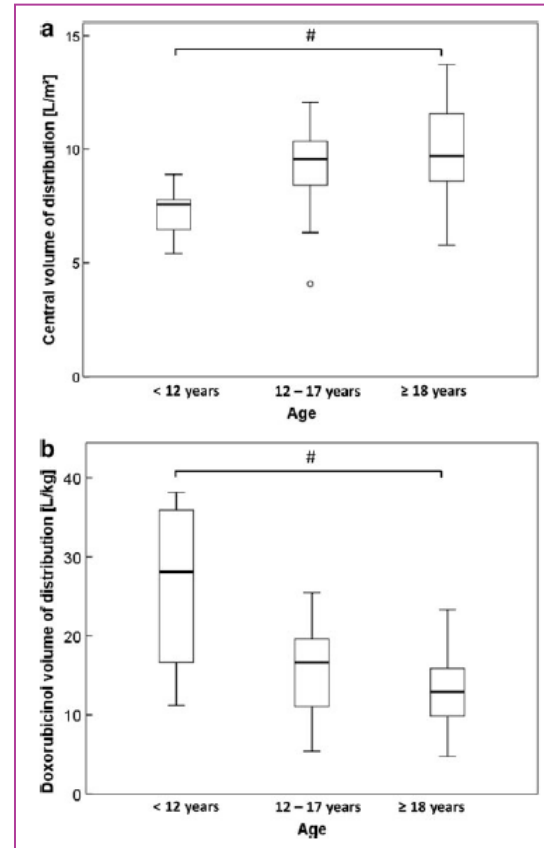 a
#
Central volume of distribution [L/m²]
15
10
5
0
< 12 years
12 – 17 years
≥ 18 years
Age
b
#
Doxorubicinol volume of distribution [L/kg]
40
30
20
10
0
< 12 years
12 – 17 years
≥ 18 years
Age